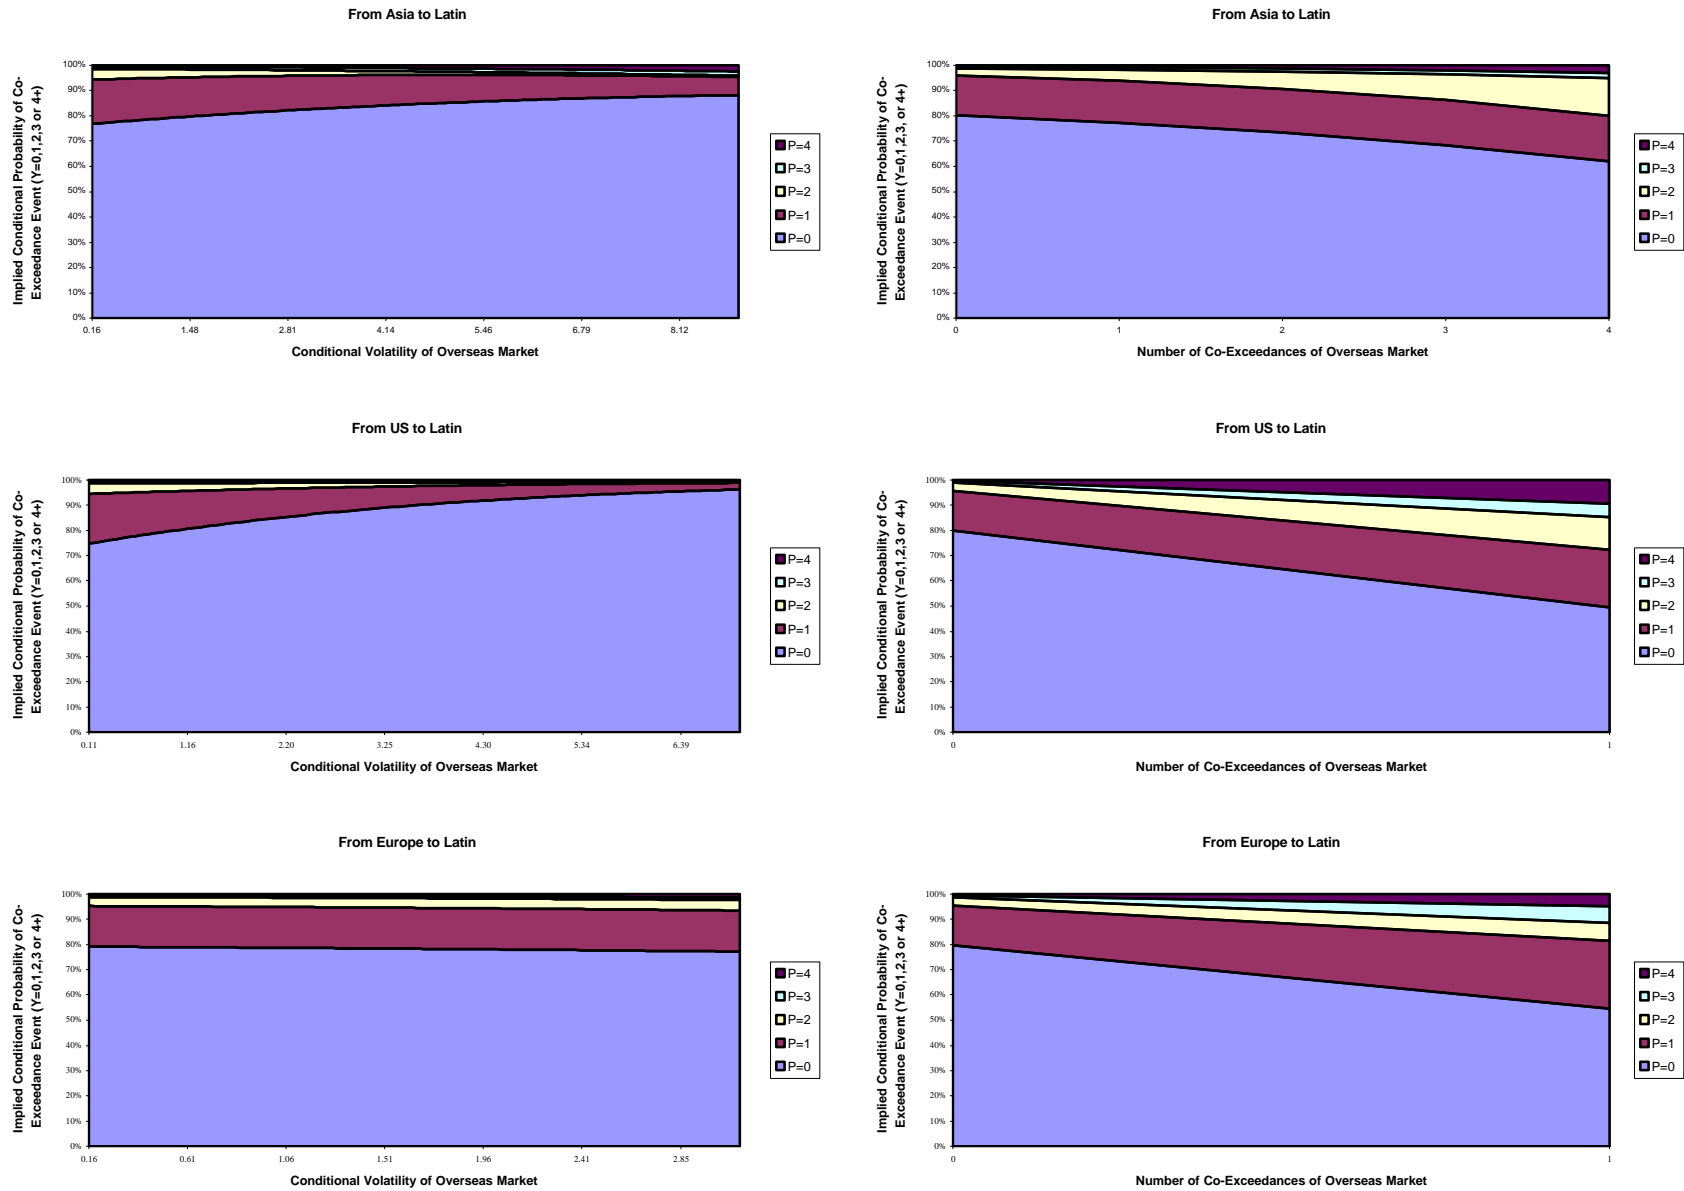 From Asia to Latin
Implied Conditional Probability of Co-
Exceedance Event (Y=0,1,2,3 or 4+)
100%
90%
80%
70%
60%
50%
40%
30%
20%
10%
0%
0.16 1.48 2.81 4.14 5.46 6.79 8.12
Conditional Volatility of Overseas Market
P=4
P=3
P=2
P=1
P=0
From Asia to Latin
Implied Conditional Probability of Co-
Exceedance Event (Y=0,1,2,3, or 4+)
100%
90%
80%
70%
60%
50%
40%
30%
20%
10%
0%
0 1 2 3 4
Number of Co-Exceedances of Overseas Market
P=4
P=3
P=2
P=1
P=0
From US to Latin
Implied Conditional Probability of Co-
Exceedance Event (Y=0,1,2,3 or 4+)
100%
90%
80%
70%
60%
50%
40%
30%
20%
10%
0%
0.11 1.16 2.20 3.25 4.30 5.34 6.39
Conditional Volatility of Overseas Market
P=4
P=3
P=2
P=1
P=0
From US to Latin
Implied Conditional Probability of Co-
Exceedance Event (Y=0,1,2,3 or 4+)
100%
90%
80%
70%
60%
50%
40%
30%
20%
10%
0%
0 1
Number of Co-Exceedances of Overseas Market
P=4
P=3
P=2
P=1
P=0
From Europe to Latin
Implied Conditional Probability of Co-
Exceedance Event (Y=0,1,2,3 or 4+)
100%
90%
80%
70%
60%
50%
40%
30%
20%
10%
0%
0.16 0.61 1.06 1.51 1.96 2.41 2.85
Conditional Volatility of Overseas Market
P=4
P=3
P=2
P=1
P=0
From Europe to Latin
Implied Conditional Probability of Co-
Exceedance Event (Y=0,1,2,3 or 4+)
100%
90%
80%
70%
60%
50%
40%
30%
20%
10%
0%
0 1
Number of Co-Exceedances of Overseas Market
P=4
P=3
P=2
P=1
P=0